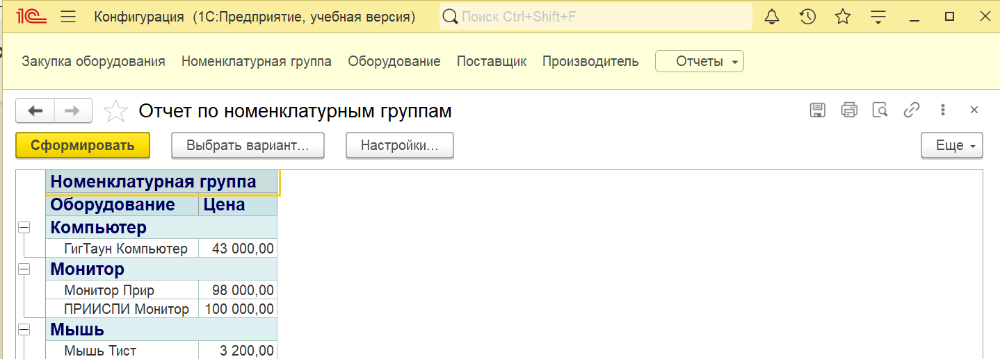 1С Конфигурация (1С:Предприятие, учебная версия) Поиск Ctrl+Shift+F
Закупка оборудования Номенклатурная группа Оборудование Поставщик Производитель Отчеты
Отчет по номенклатурным группам
Сформировать Выбрать вариант... Настройки... Еще
Номенклатурная группа
Оборудование Цена
Компьютер
ГигТаун Компьютер 43 000,00
Монитор
Монитор Прир 98 000,00
ПРИИСПИ Монитор 100 000,00
Мышь
Мышь Тист 3 200,00